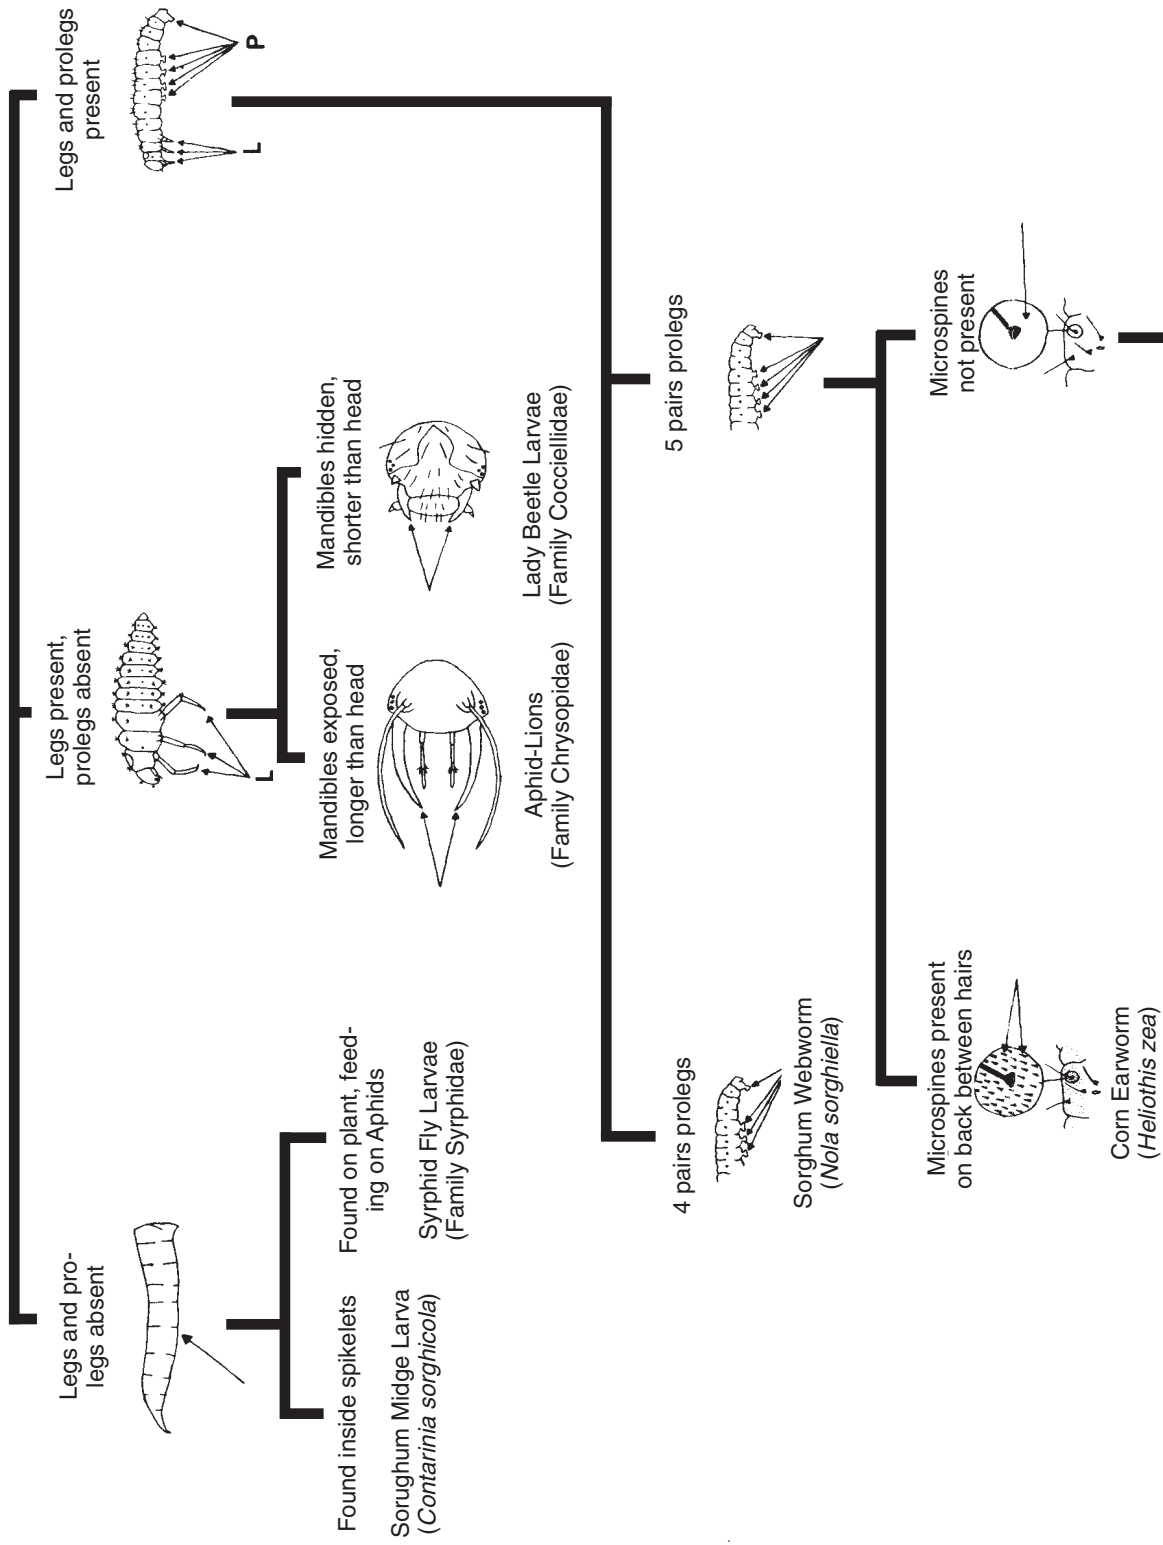 Legs and pro-
legs absent
Legs present,
prolegs absent
L
Legs and prolegs
present
L
P
Found inside spikelets
Sorughum Midge Larva
(Contarinia sorghicola)
Found on plant, feed-
ing on Aphids
Syrphid Fly Larvae
(Family Syrphidae)
Mandibles exposed,
longer than head
Aphid-Lions
(Family Chrysopidae)
Mandibles hidden,
shorter than head
Lady Beetle Larvae
(Family Cocciellidae)
4 pairs prolegs
Sorghum Webworm
(Nola sorghiella)
5 pairs prolegs
Microspines present
on back between hairs
Corn Earworm
(Heliothis zea)
Microspines
not present